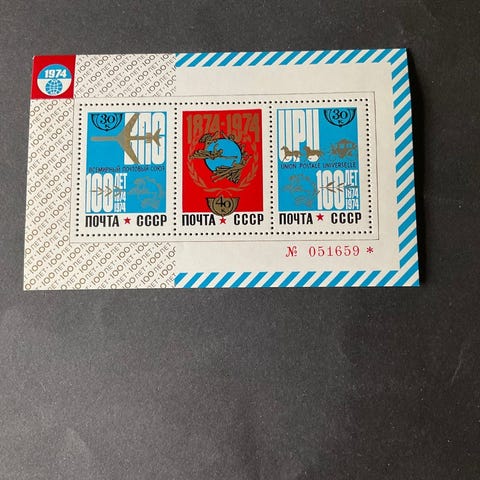 1974
30 К
ВСЕМИРНЫЙ ПОЧТОВЫЙ СОЮЗ
100 ЛЕТ
1874
1974
ПОЧТА ★ СССР
1874-1974
40 К
ПОЧТА ★ СССР
30 К
UPU
UNION POSTALE UNIVERSELLE
100 ЛЕТ
1874
1974
ПОЧТА ★ СССР
№ 051659 *